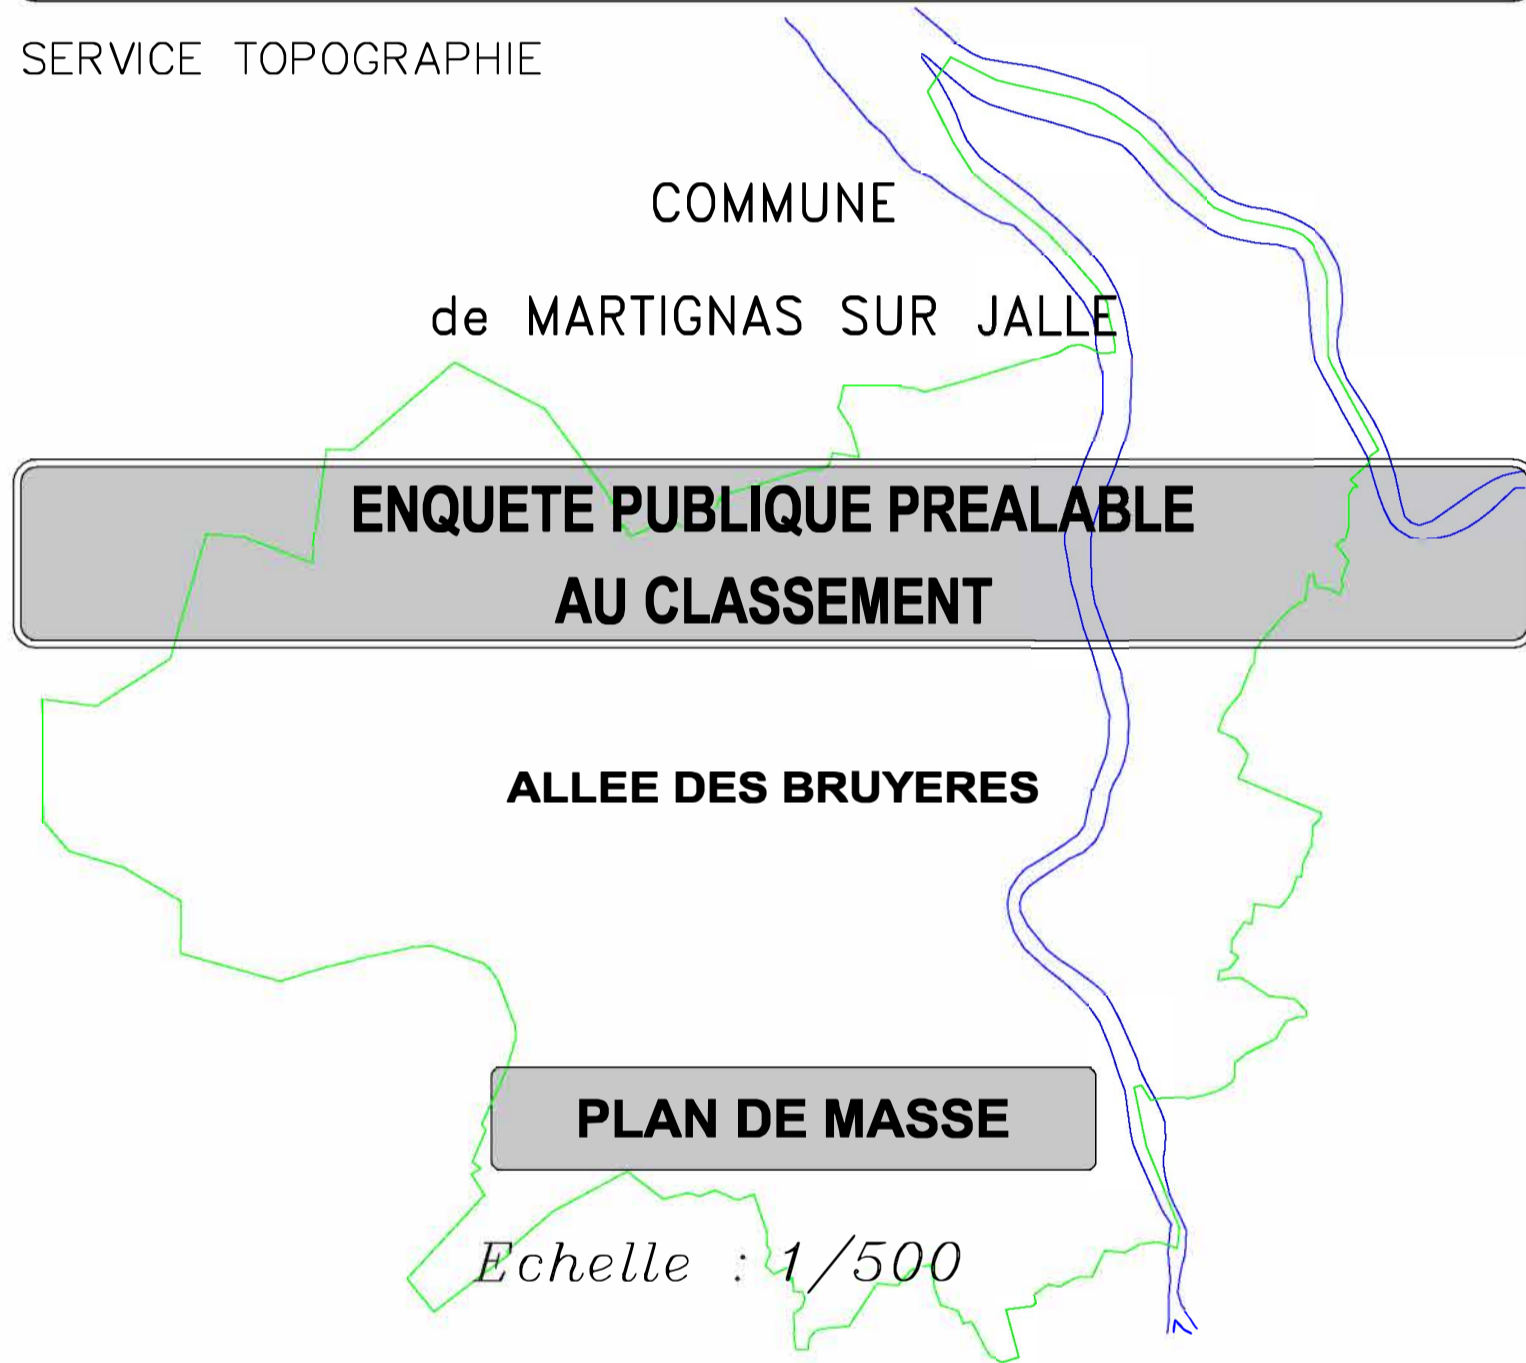 SERVICE TOPOGRAPHIE
COMMUNE
de MARTIGNAS SUR JALLE
ENQUETE PUBLIQUE PREALABLE
AU CLASSEMENT
ALLEE DES BRUYERES
PLAN DE MASSE
Echelle : 1/500